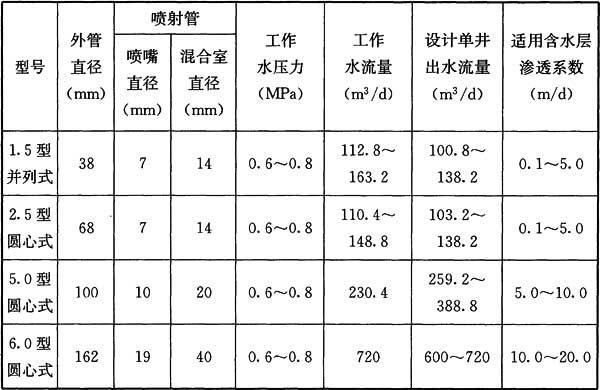 型号
外管
直径
(mm)
喷射管
喷嘴
直径
(mm)
混合室
直径
(mm)
工作
水压力
(MPa)
工作
水流量
(m³/d)
设计单井
出水流量
(m³/d)
适用含水层
渗透系数
(m/d)
1.5型
并列式
38
7
14
0.6～0.8
112.8～
163.2
100.8～
138.2
0.1～5.0
2.5型
圆心式
68
7
14
0.6～0.8
110.4～
148.8
103.2～
138.2
0.1～5.0
5.0型
圆心式
100
10
20
0.6～0.8
230.4
259.2～
388.8
5.0～10.0
6.0型
圆心式
162
19
40
0.6～0.8
720
600～720
10.0～20.0